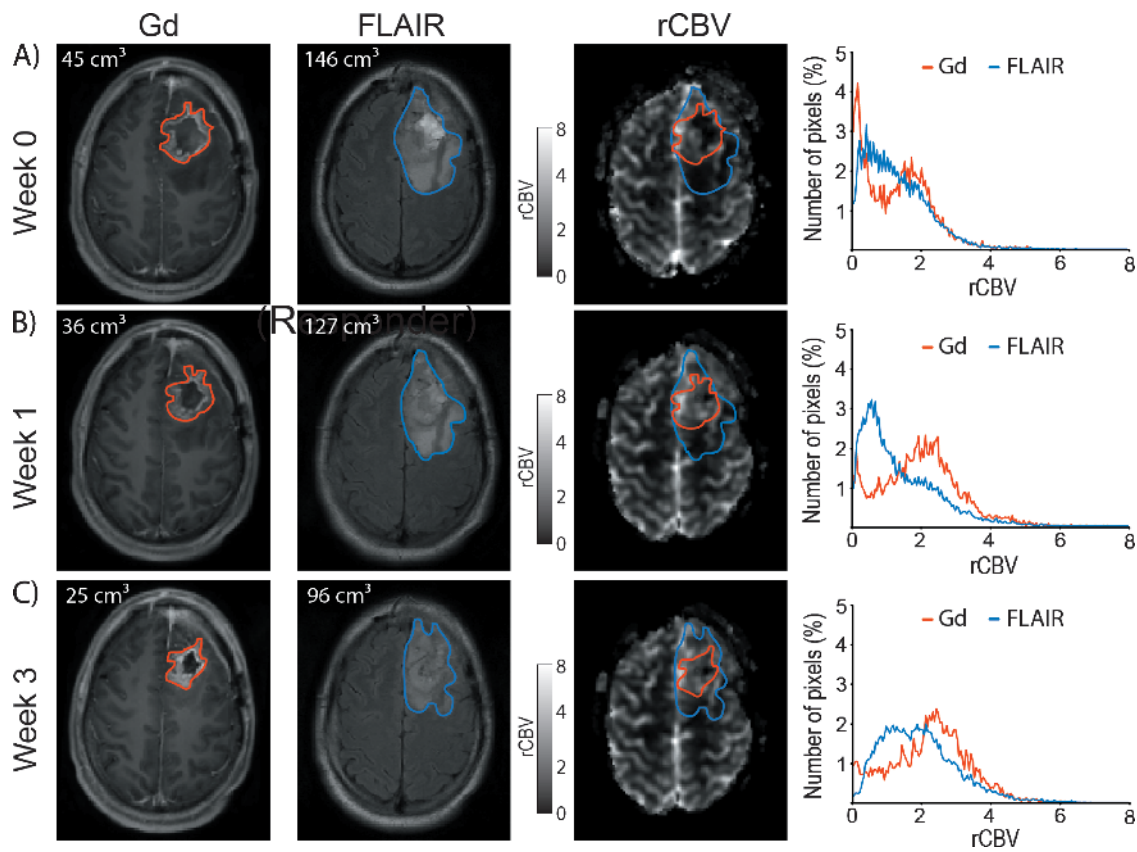 Gd FLAIR rCBV
A)
Week 0
45 cm³
146 cm³
rCBV
8
6
4
2
0
Number of pixels (%)
5
4
3
2
1
Gd FLAIR
0 2 4 6 8
rCBV
(Responder)
B)
Week 1
36 cm³
127 cm³
rCBV
8
4
2
0
Number of pixels (%)
5
4
3
2
1
Gd FLAIR
0 2 4 6 8
rCBV
C)
Week 3
25 cm³
96 cm³
rCBV
8
4
2
0
Number of pixels (%)
5
4
3
2
1
Gd FLAIR
0 2 4 6 8
rCBV